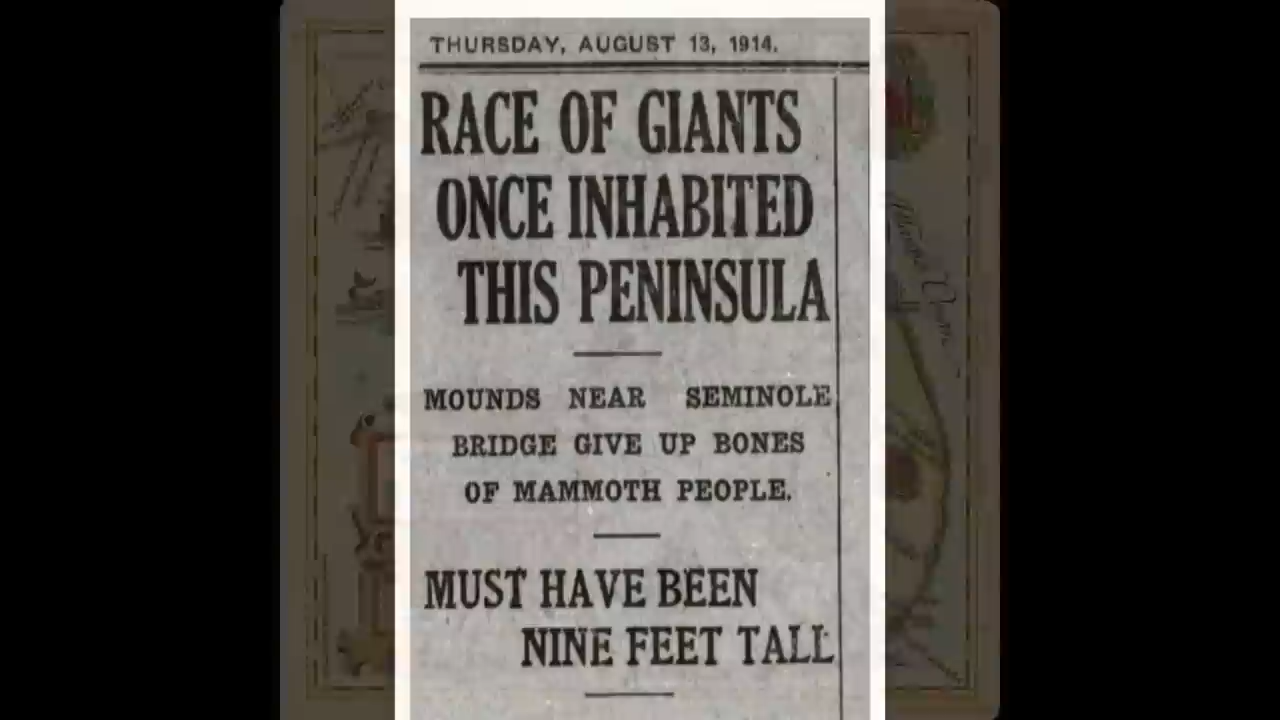 THURSDAY, AUGUST 13, 1914.
RACE OF GIANTS
ONCE INHABITED
THIS PENINSULA
MOUNDS NEAR SEMINOLE
BRIDGE GIVE UP BONES
OF MAMMOTH PEOPLE.
MUST HAVE BEEN
NINE FEET TALL